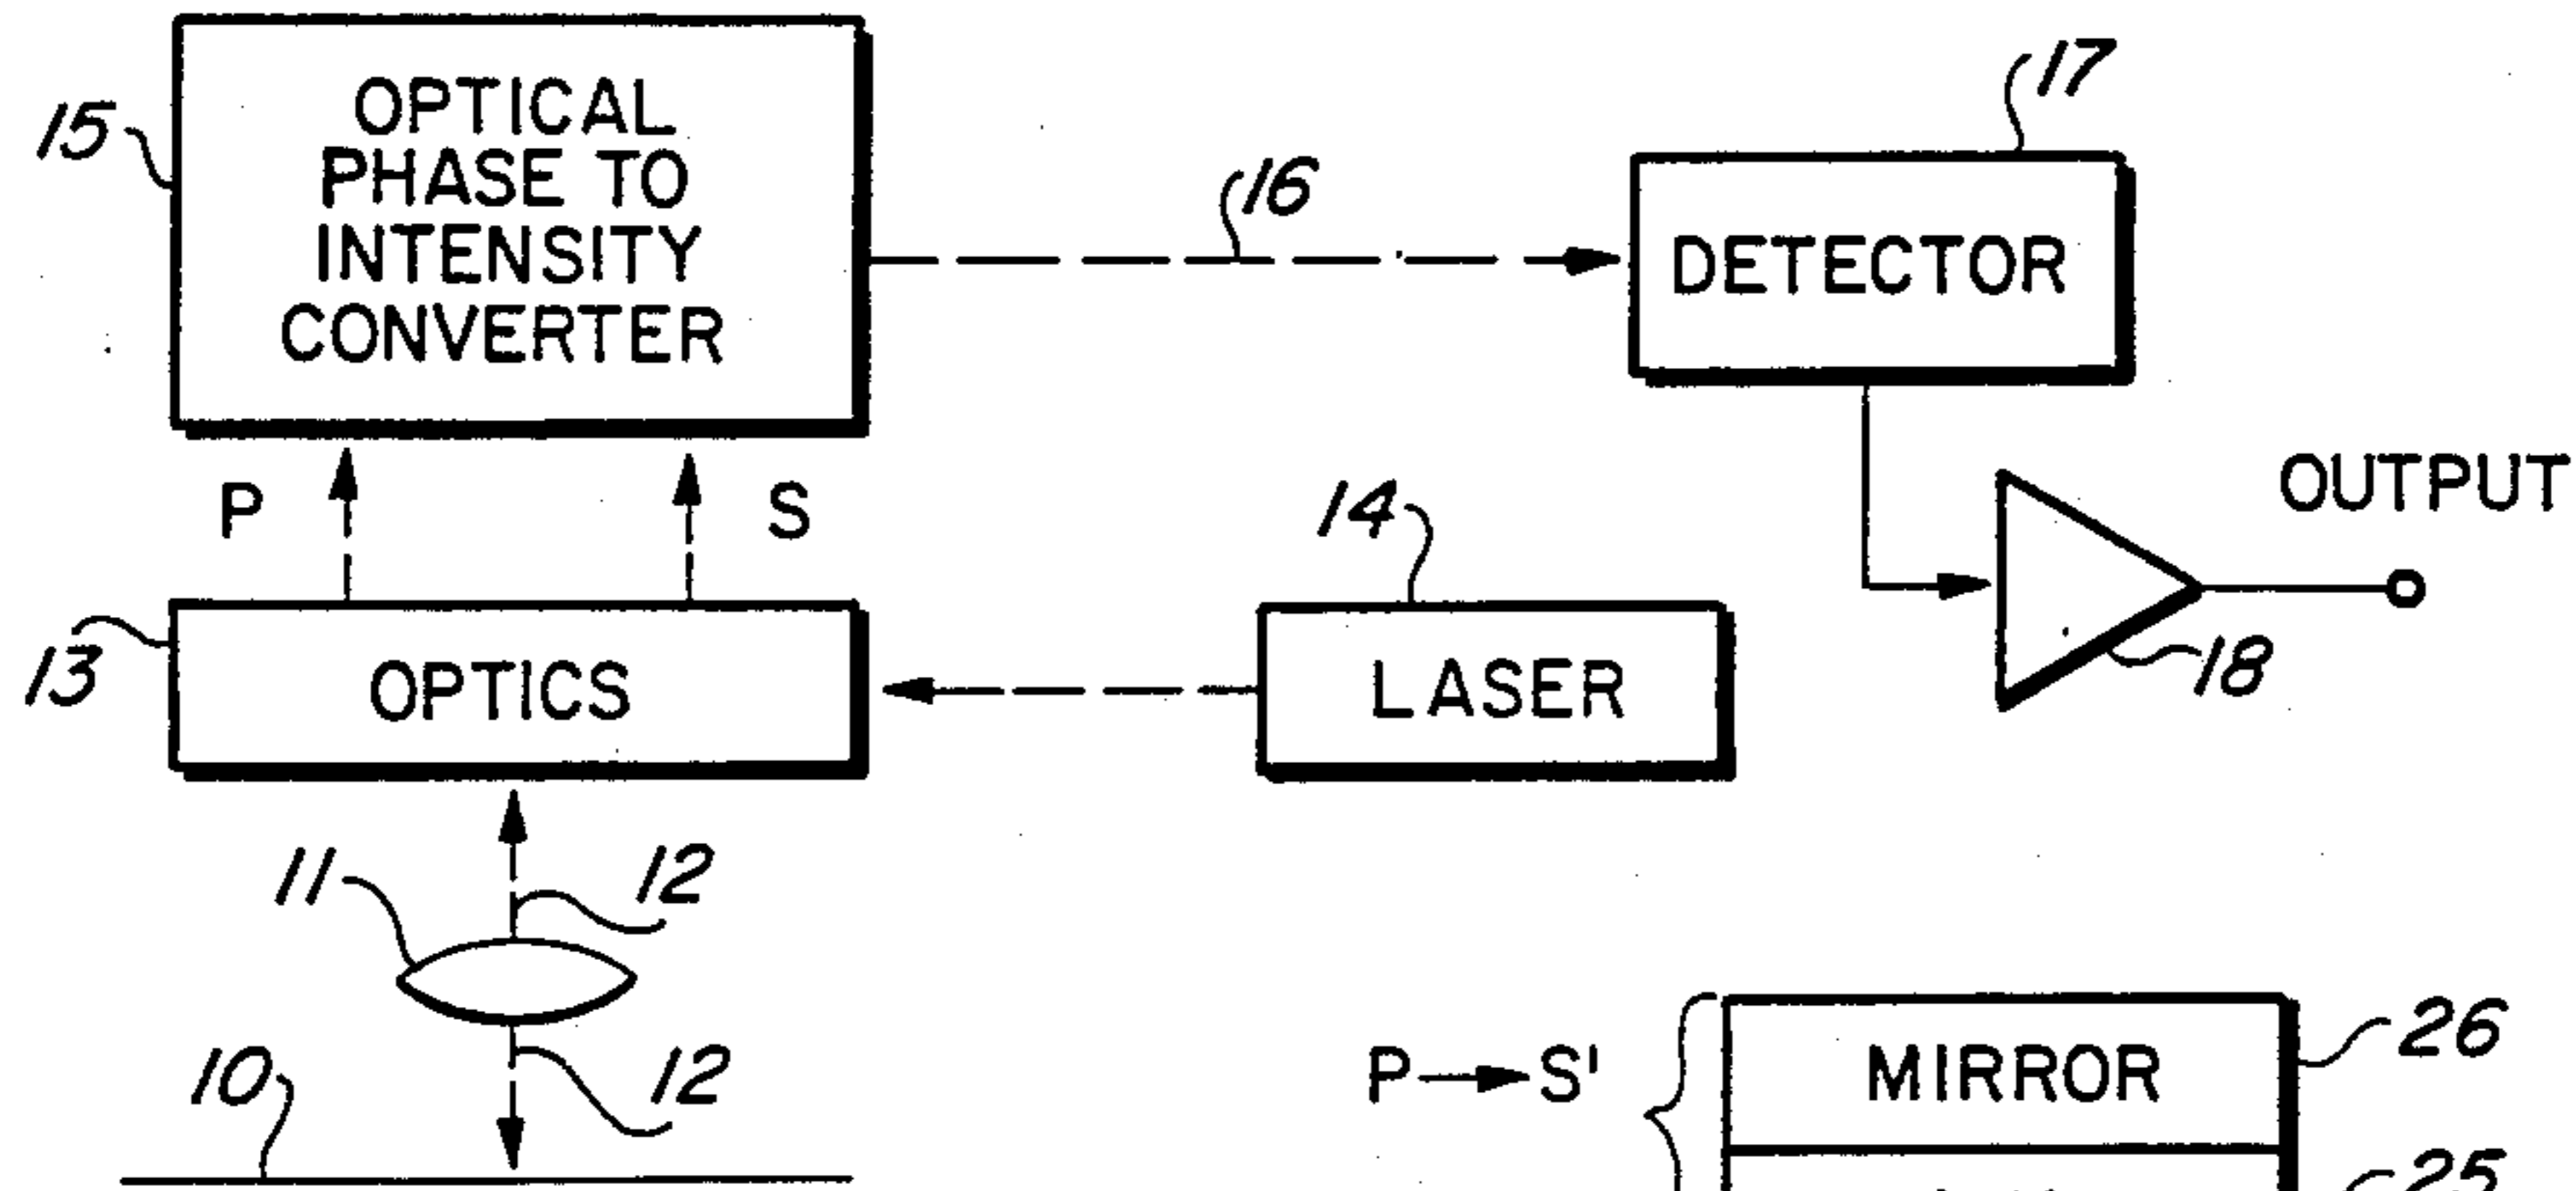 OPTICAL
PHASE TO
INTENSITY
CONVERTER
15
16
17
DETECTOR
P
S
14
OUTPUT
13
OPTICS
LASER
18
11
12
10
12
P
S'
MIRROR
26
25